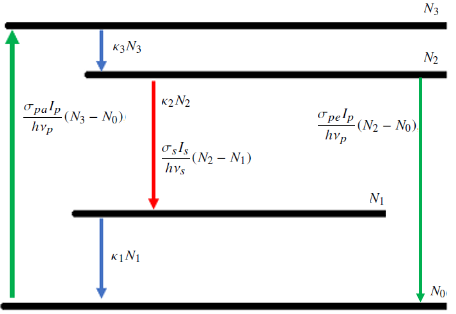 N₃
κ₃N₃
N₂
κ₂N₂
σₚₐIₚ/hνₚ (N₃ − N₀)
σₚₑIₚ/hνₚ (N₂ − N₀)
σₛIₛ/hνₛ (N₂ − N₁)
N₁
κ₁N₁
N₀